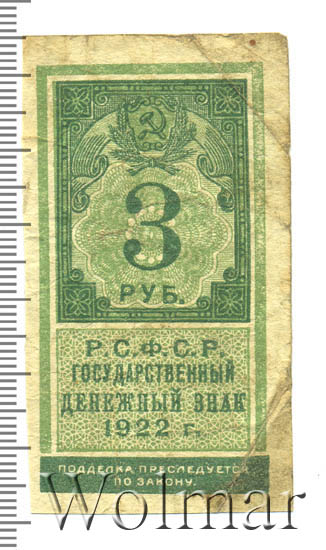 3
РУБ.
Р.С.Ф.С.Р.
ГОСУДАРСТВЕННЫЙ
ДЕНЕЖНЫЙ ЗНАК
1922 г.
ПОДДЕЛКА ПРЕСЛЕДУЕТСЯ
ПО ЗАКОНУ.
Wolmar